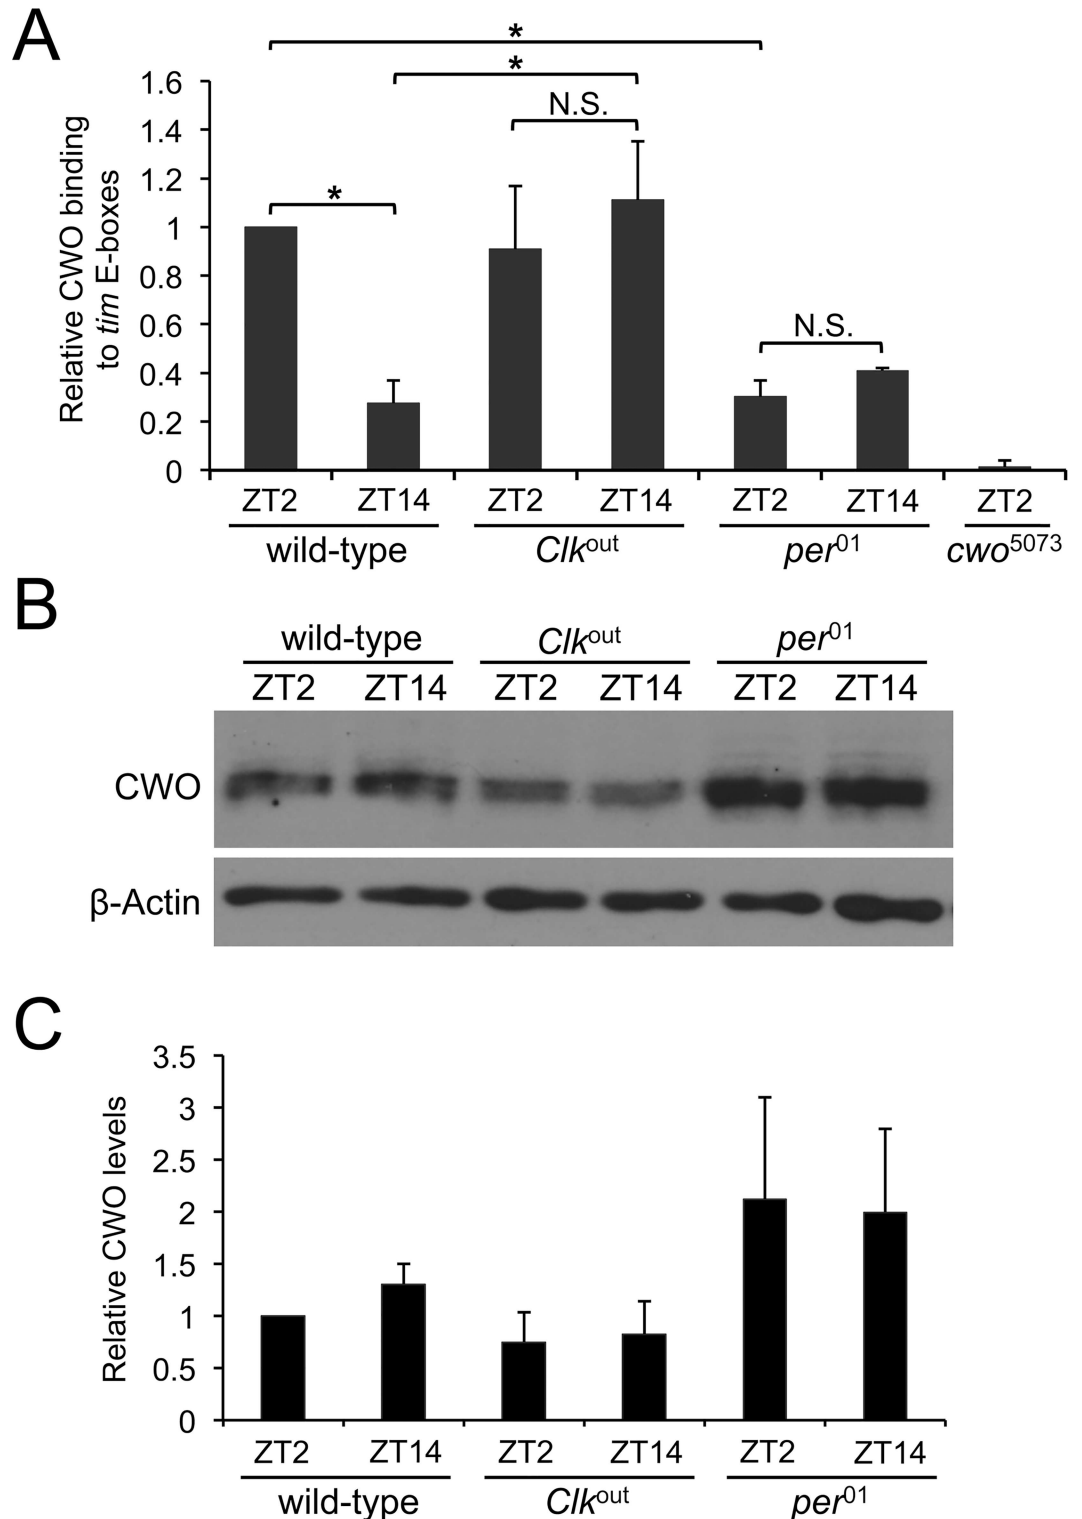 A
*
*
N.S.
*
N.S.
Relative CWO binding
to tim E-boxes
1.6
1.4
1.2
1
0.8
0.6
0.4
0.2
0
ZT2 ZT14 ZT2 ZT14 ZT2 ZT14 ZT2
wild-type Clkout per01 cwo5073
B
wild-type Clkout per01
ZT2 ZT14 ZT2 ZT14 ZT2 ZT14
CWO
β-Actin
C
Relative CWO levels
3.5
3
2.5
2
1.5
1
0.5
0
ZT2 ZT14 ZT2 ZT14 ZT2 ZT14
wild-type Clkout per01